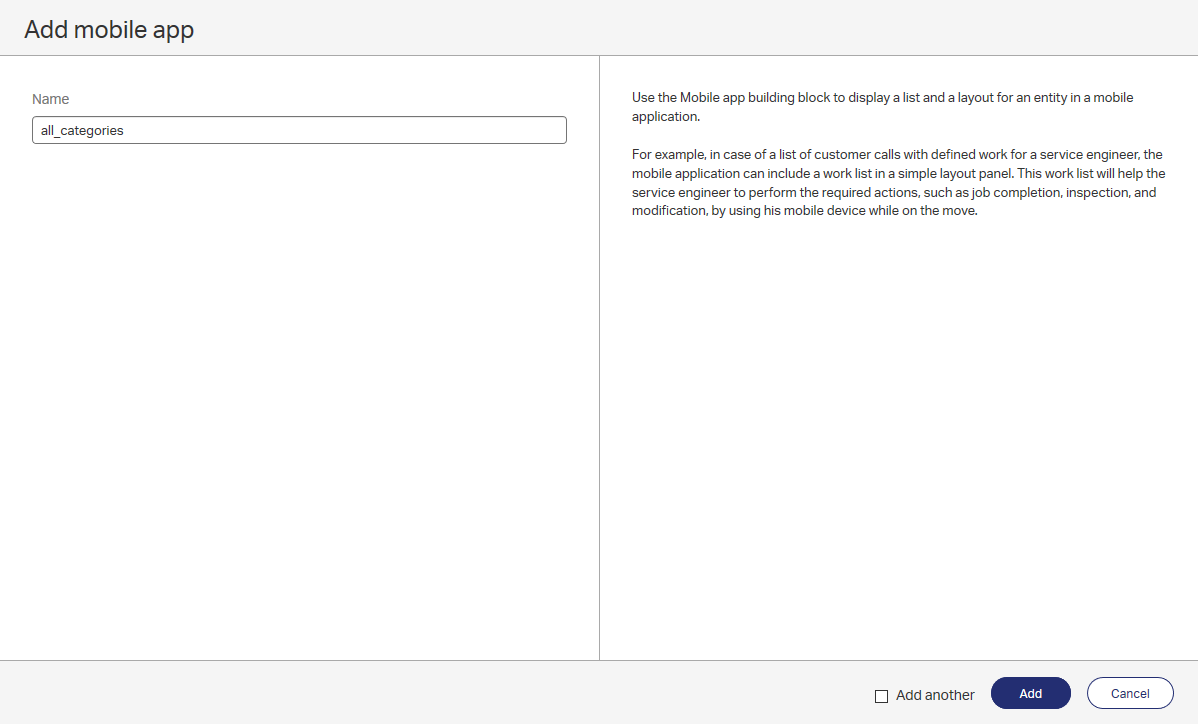 Add mobile app
Name
all_categories
Use the Mobile app building block to display a list and a layout for an entity in a mobile
application.
For example, in case of a list of customer calls with defined work for a service engineer, the
mobile application can include a work list in a simple layout panel. This work list will help the
service engineer to perform the required actions, such as job completion, inspection, and
modification, by using his mobile device while on the move.
Add another
Add
Cancel